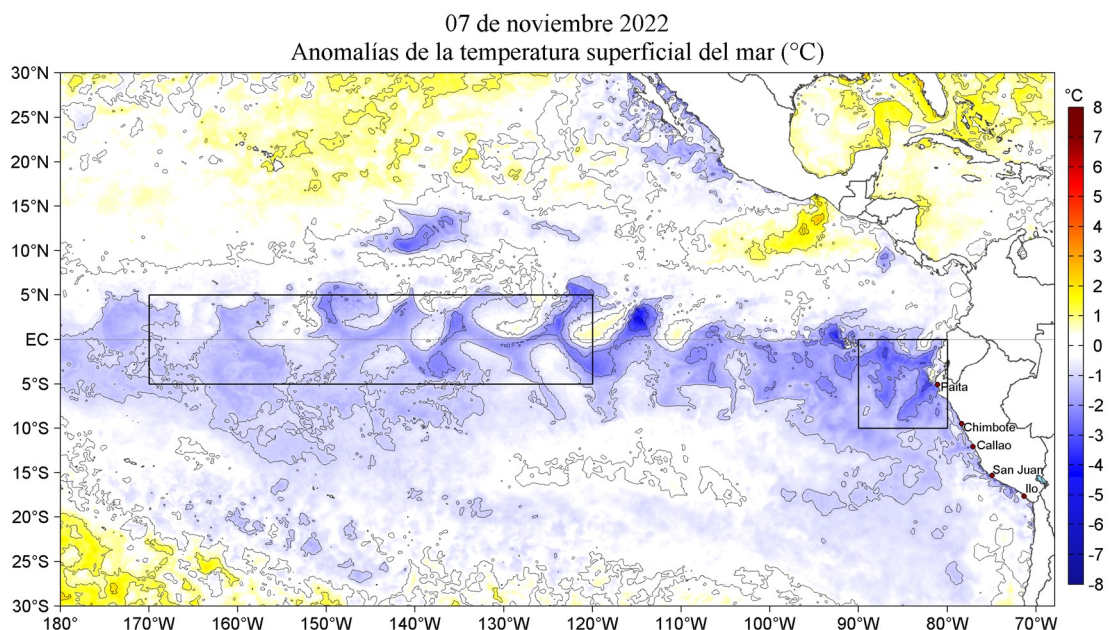 07 de noviembre 2022
Anomalías de la temperatura superficial del mar (°C)
30°N
25°N
20°N
15°N
10°N
5°N
EC
5°S
10°S
15°S
20°S
25°S
30°S
180
170°W
160°W
150°W
140°W
130°W
120°W
110°W
100°W
90°W
80°W
70°W
Paita
Chimbote
Callao
San Juan
Ilo
°C
8
7
6
5
4
3
2
1
0
-1
-2
-3
-4
-5
-6
-7
-8